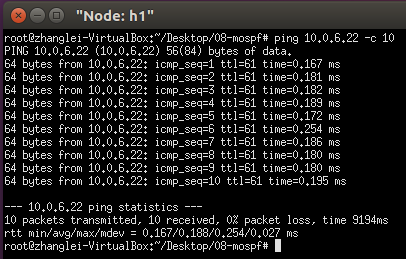 "Node: h1"
root@zhanglei-VirtualBox:~/Desktop/08-mospf# ping 10.0.6.22 -c 10
PING 10.0.6.22 (10.0.6.22) 56(84) bytes of data.
64 bytes from 10.0.6.22: icmp_seq=1 ttl=61 time=0.167 ms
64 bytes from 10.0.6.22: icmp_seq=2 ttl=61 time=0.181 ms
64 bytes from 10.0.6.22: icmp_seq=3 ttl=61 time=0.182 ms
64 bytes from 10.0.6.22: icmp_seq=4 ttl=61 time=0.189 ms
64 bytes from 10.0.6.22: icmp_seq=5 ttl=61 time=0.172 ms
64 bytes from 10.0.6.22: icmp_seq=6 ttl=61 time=0.254 ms
64 bytes from 10.0.6.22: icmp_seq=7 ttl=61 time=0.186 ms
64 bytes from 10.0.6.22: icmp_seq=8 ttl=61 time=0.180 ms
64 bytes from 10.0.6.22: icmp_seq=9 ttl=61 time=0.180 ms
64 bytes from 10.0.6.22: icmp_seq=10 ttl=61 time=0.195 ms
--- 10.0.6.22 ping statistics ---
10 packets transmitted, 10 received, 0% packet loss, time 9194ms
rtt min/avg/max/mdev = 0.167/0.188/0.254/0.027 ms
root@zhanglei-VirtualBox:~/Desktop/08-mospf#